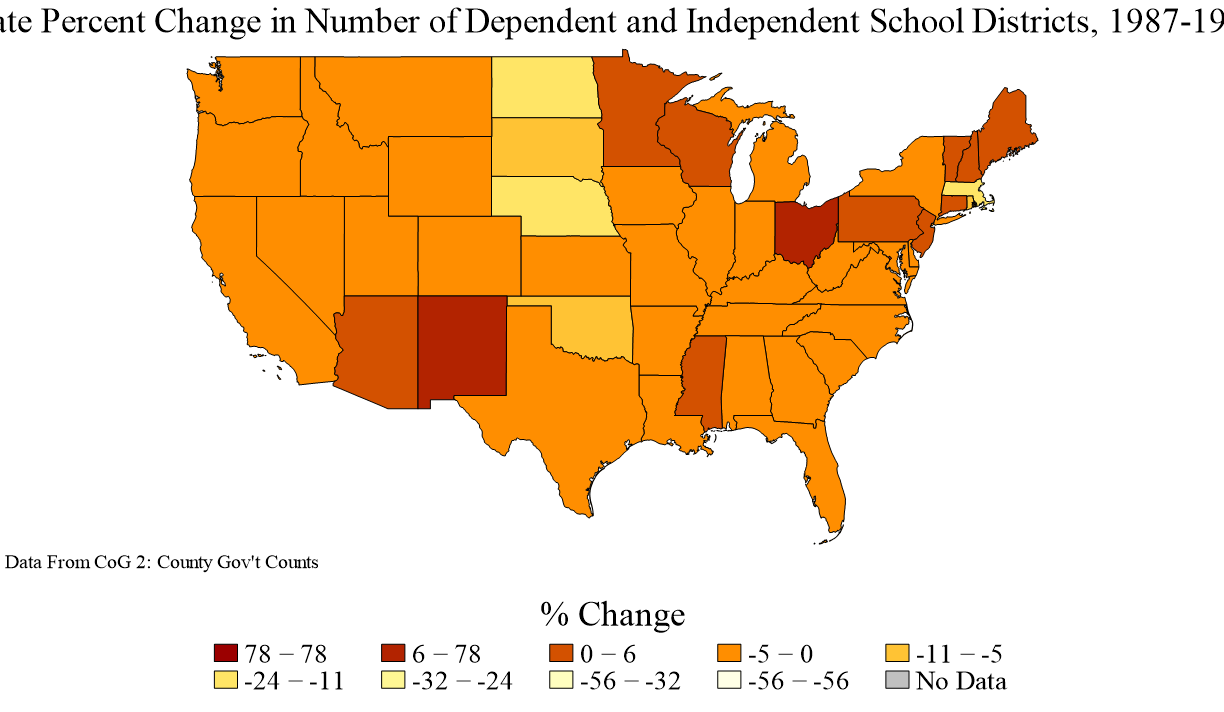 ate Percent Change in Number of Dependent and Independent School Districts, 1987-19
Data From CoG 2: County Gov't Counts
% Change
78 – 78 6 – 78 0 – 6 -5 – 0 -11 – -5
-24 – -11 -32 – -24 -56 – -32 -56 – -56 No Data